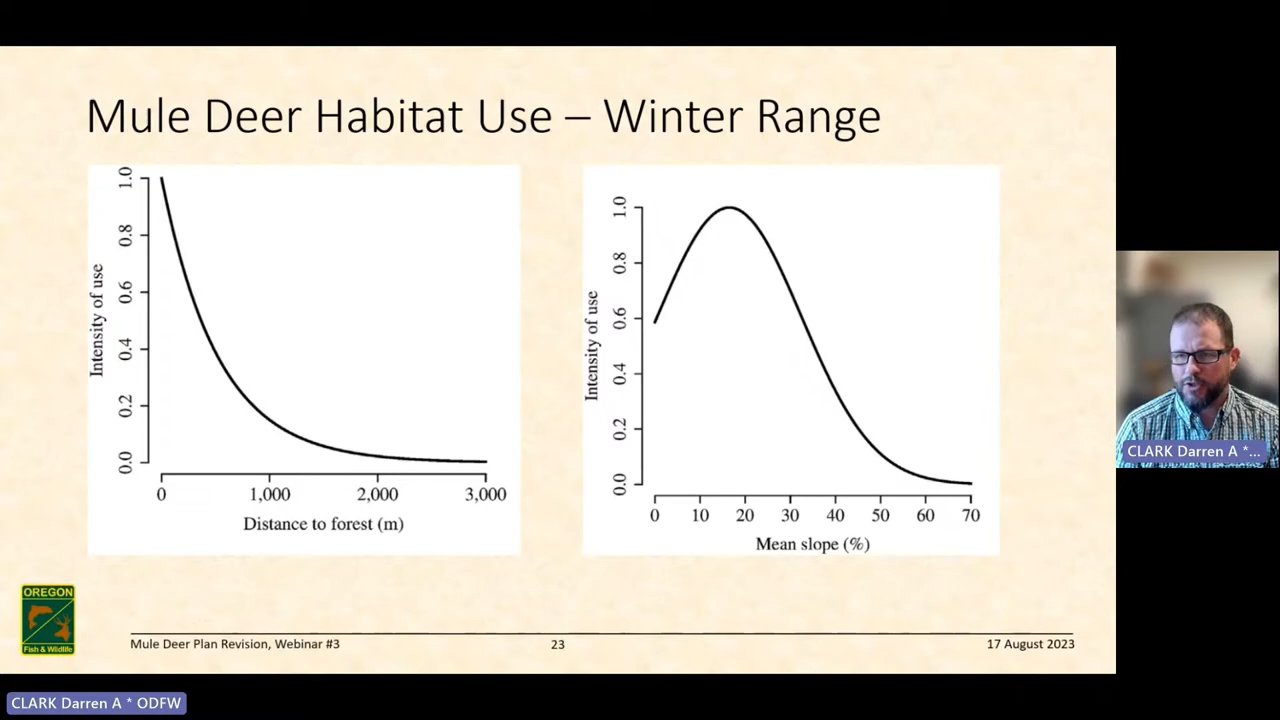 Mule Deer Habitat Use – Winter Range
Intensity of use
1.0
0.8
0.6
0.4
0.2
0.0
0 1,000 2,000 3,000
Distance to forest (m)
Intensity of use
1.0
0.8
0.6
0.4
0.2
0.0
0 10 20 30 40 50 60 70
Mean slope (%)
CLARK Darren A *...
OREGON
Fish & Wildlife
Mule Deer Plan Revision, Webinar #3 23 17 August 2023
CLARK Darren A * ODFW